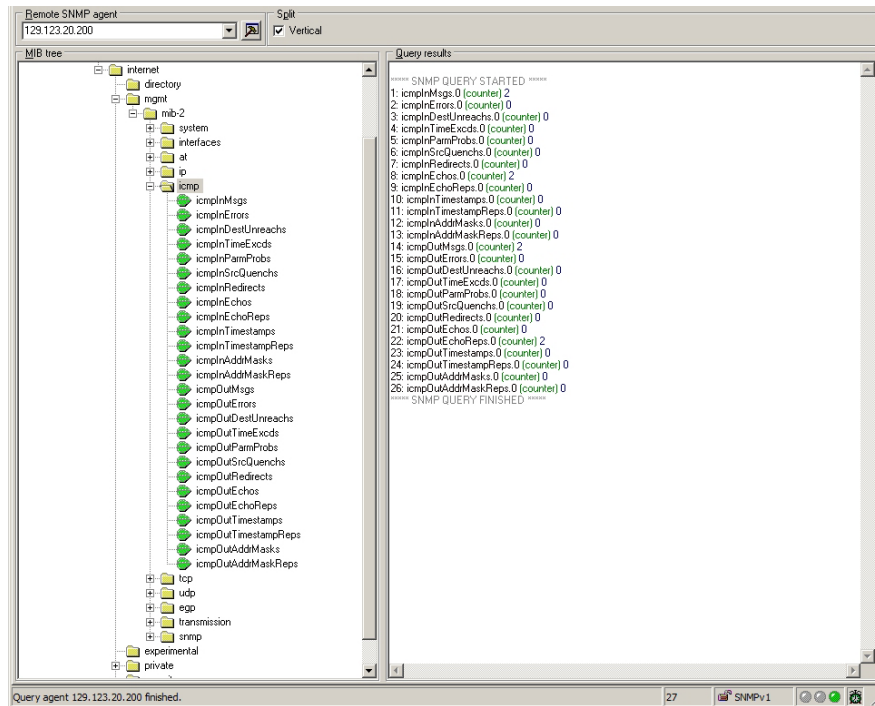 Remote SNMP agent
129.123.20.200
Split
Vertical
MIB tree
internet
directory
mgmt
mib-2
system
interfaces
at
ip
icmp
icmpInMsgs
icmpInErrors
icmpInDestUnreachs
icmpInTimeExcds
icmpInParmProbs
icmpInSrcQuenchs
icmpInRedirects
icmpInEchos
icmpInEchoReps
icmpInTimestamps
icmpInTimestampReps
icmpInAddrMasks
icmpInAddrMaskReps
icmpOutMsgs
icmpOutErrors
icmpOutDestUnreachs
icmpOutTimeExcds
icmpOutParmProbs
icmpOutSrcQuenchs
icmpOutRedirects
icmpOutEchos
icmpOutEchoReps
icmpOutTimestamps
icmpOutTimestampReps
icmpOutAddrMasks
icmpOutAddrMaskReps
tcp
udp
egp
transmission
snmp
experimental
private
Query results
***** SNMP QUERY STARTED *****
1: icmpInMsgs.0 (counter) 2
2: icmpInErrors.0 (counter) 0
3: icmpInDestUnreachs.0 (counter) 0
4: icmpInTimeExcds.0 (counter) 0
5: icmpInParmProbs.0 (counter) 0
6: icmpInSrcQuenchs.0 (counter) 0
7: icmpInRedirects.0 (counter) 0
8: icmpInEchos.0 (counter) 2
9: icmpInEchoReps.0 (counter) 0
10: icmpInTimestamps.0 (counter) 0
11: icmpInTimestampReps.0 (counter) 0
12: icmpInAddrMasks.0 (counter) 0
13: icmpInAddrMaskReps.0 (counter) 0
14: icmpOutMsgs.0 (counter) 2
15: icmpOutErrors.0 (counter) 0
16: icmpOutDestUnreachs.0 (counter) 0
17: icmpOutTimeExcds.0 (counter) 0
18: icmpOutParmProbs.0 (counter) 0
19: icmpOutSrcQuenchs.0 (counter) 0
20: icmpOutRedirects.0 (counter) 0
21: icmpOutEchos.0 (counter) 0
22: icmpOutEchoReps.0 (counter) 2
23: icmpOutTimestamps.0 (counter) 0
24: icmpOutTimestampReps.0 (counter) 0
25: icmpOutAddrMasks.0 (counter) 0
26: icmpOutAddrMaskReps.0 (counter) 0
***** SNMP QUERY FINISHED *****
Query agent 129.123.20.200 finished.
27
SNMPv1